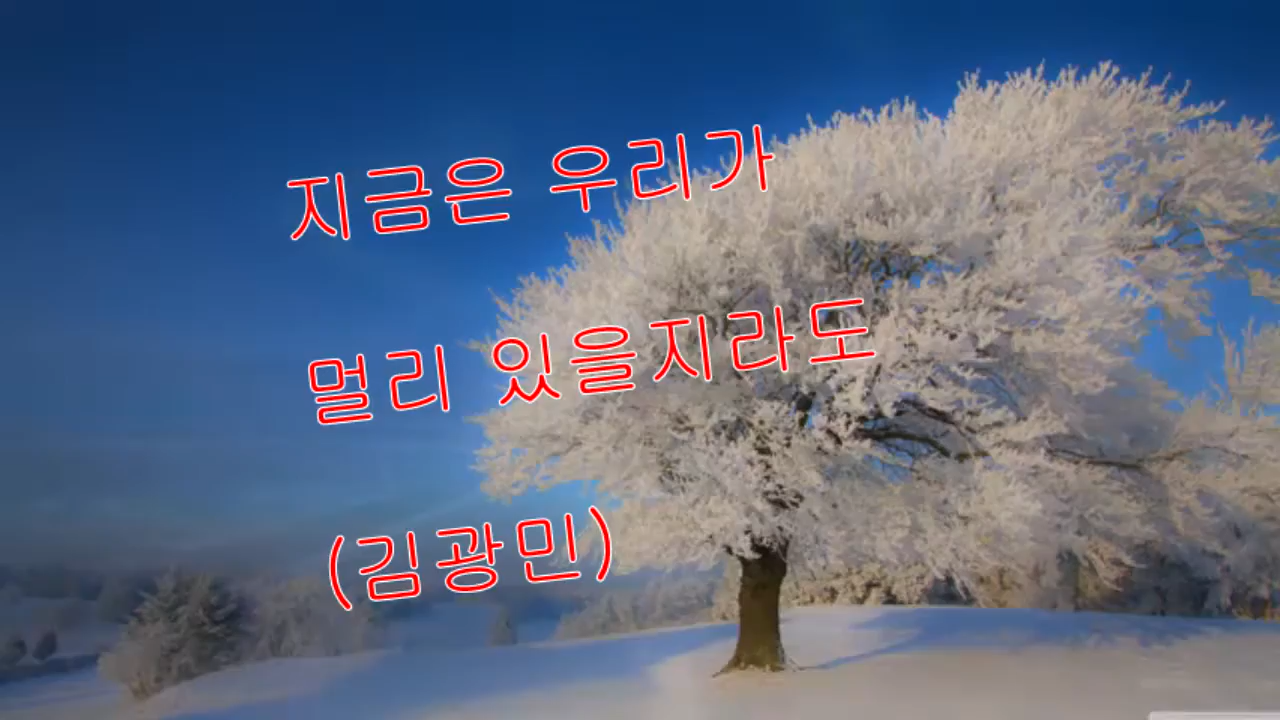 지금은 우리가
멀리 있을지라도
(김광민)